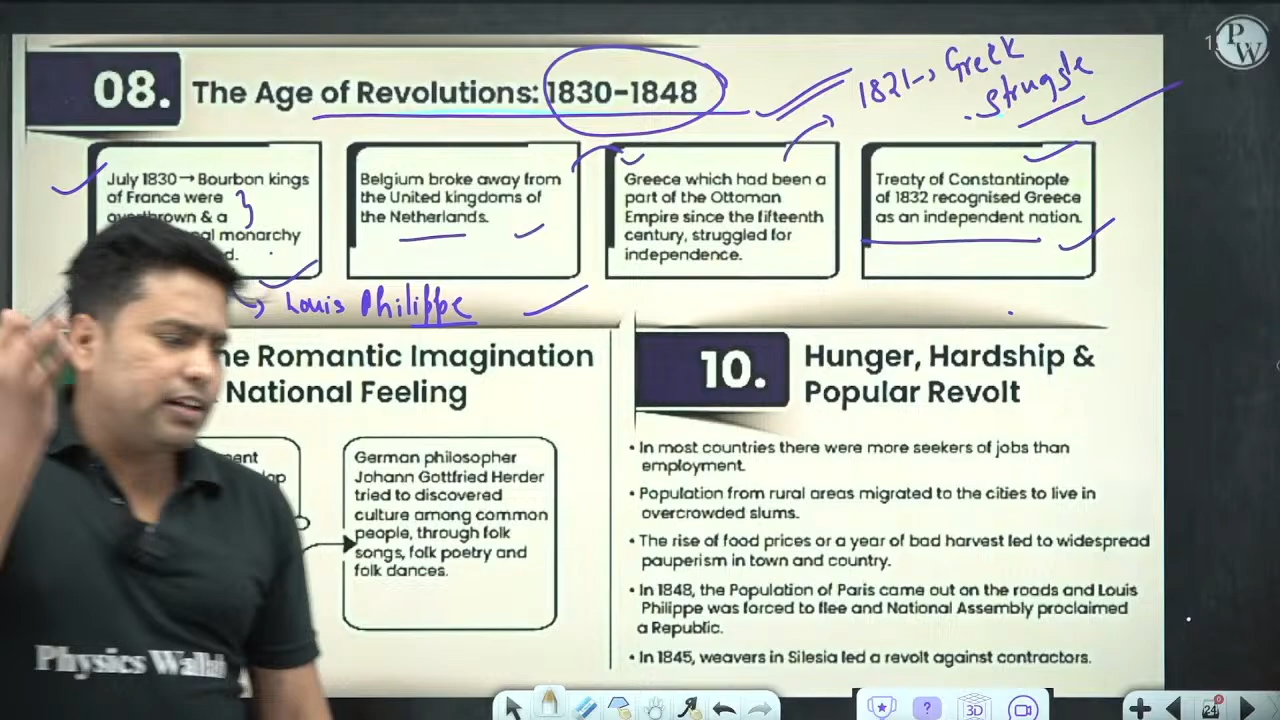 08. The Age of Revolutions: 1830-1848
1821→ Greek
struggle
PW
July 1830 → Bourbon kings
of France were
overthrown & a
al monarchy
d.
Louis Philippe
Belgium broke away from
the United kingdoms of
the Netherlands.
Greece which had been a
part of the Ottoman
Empire since the fifteenth
century, struggled for
independence.
Treaty of Constantinople
of 1832 recognised Greece
as an independent nation.
he Romantic Imagination
National Feeling
German philosopher
Johann Gottfried Herder
tried to discovered
culture among common
people, through folk
songs, folk poetry and
folk dances.
10. Hunger, Hardship &
Popular Revolt
• In most countries there were more seekers of jobs than
employment.
• Population from rural areas migrated to the cities to live in
overcrowded slums.
• The rise of food prices or a year of bad harvest led to widespread
pauperism in town and country.
• In 1848, the Population of Paris came out on the roads and Louis
Philippe was forced to flee and National Assembly proclaimed
a Republic.
• In 1845, weavers in Silesia led a revolt against contractors.
Physics Wallah
3D
24